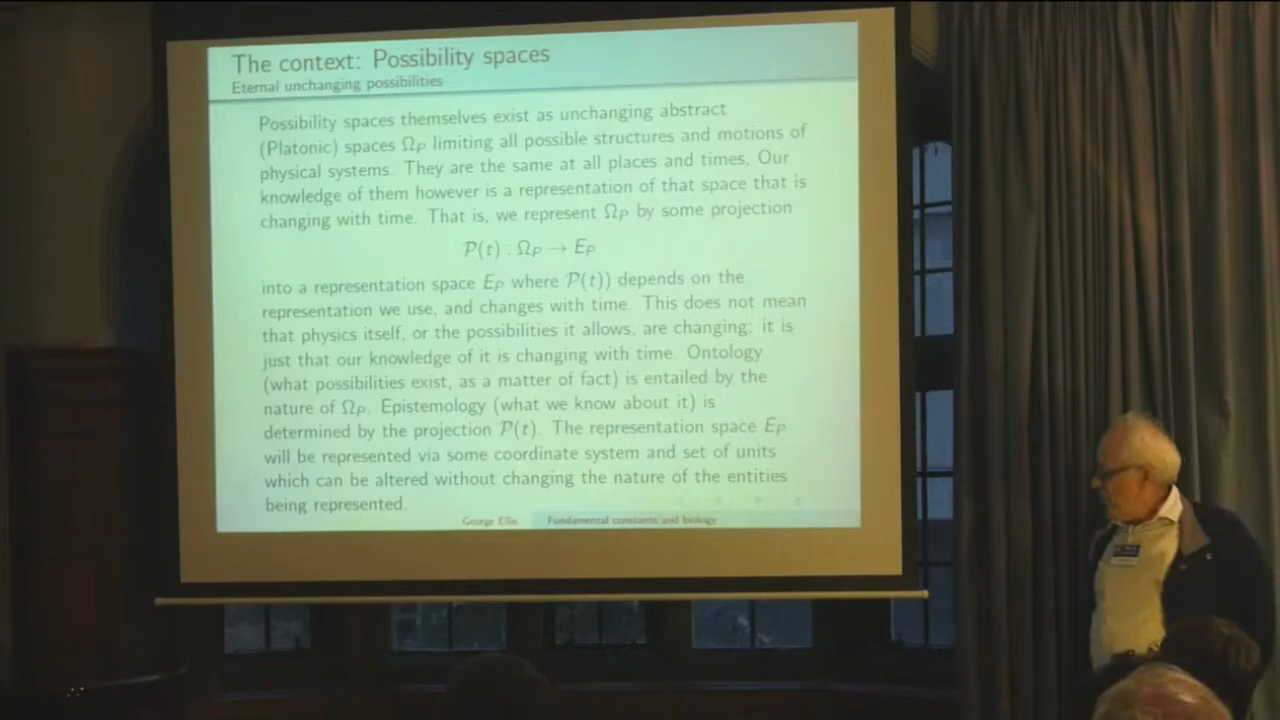 The context: Possibility spaces
Eternal unchanging possibilities
Possibility spaces themselves exist as unchanging abstract
(Platonic) spaces Ω_P limiting all possible structures and motions of
physical systems. They are the same at all places and times. Our
knowledge of them however is a representation of that space that is
changing with time. That is, we represent Ω_P by some projection
P(t) : Ω_P → E_P
into a representation space E_P where P(t)) depends on the
representation we use, and changes with time. This does not mean
that physics itself, or the possibilities it allows, are changing: it is
just that our knowledge of it is changing with time. Ontology
(what possibilities exist, as a matter of fact) is entailed by the
nature of Ω_P. Epistemology (what we know about it) is
determined by the projection P(t). The representation space E_P
will be represented via some coordinate system and set of units
which can be altered without changing the nature of the entities
being represented.
George Ellis Fundamental constants and biology